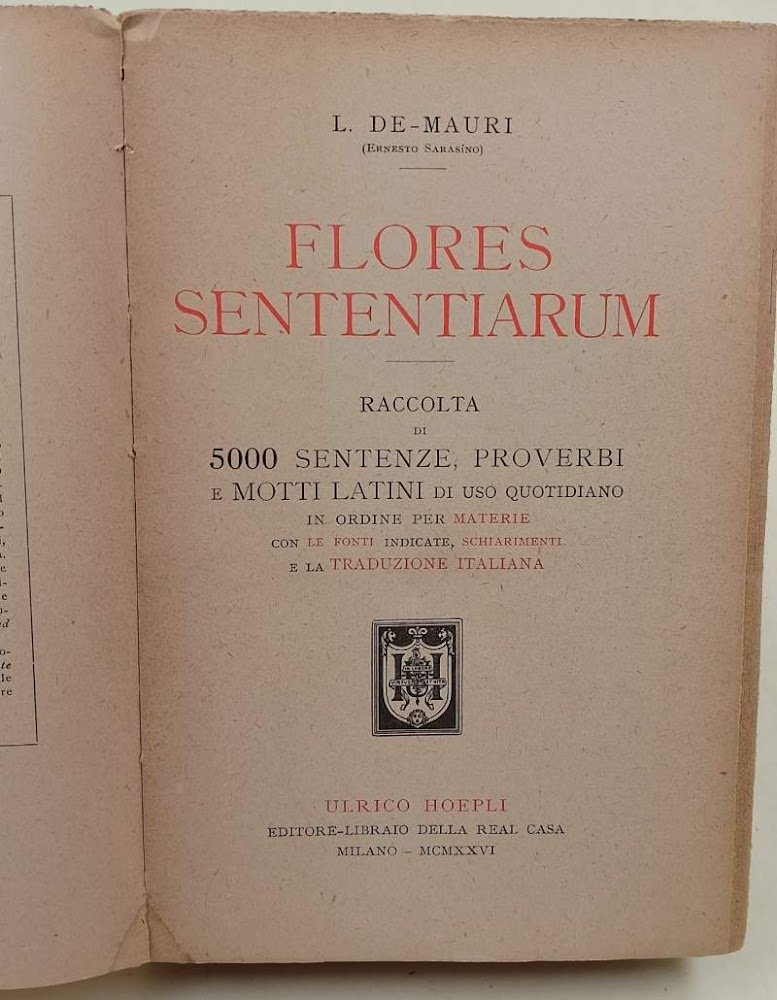 L. DE-MAURI
(ERNESTO SARASÍNO)
FLORES
SENTENTIARUM
RACCOLTA
DI
5000 SENTENZE, PROVERBI
E MOTTI LATINI DI USO QUOTIDIANO
IN ORDINE PER MATERIE
CON LE FONTI INDICATE, SCHIARIMENTI
E LA TRADUZIONE ITALIANA
ULRICO HOEPLI
EDITORE-LIBRAIO DELLA REAL CASA
MILANO - MCMXXVI